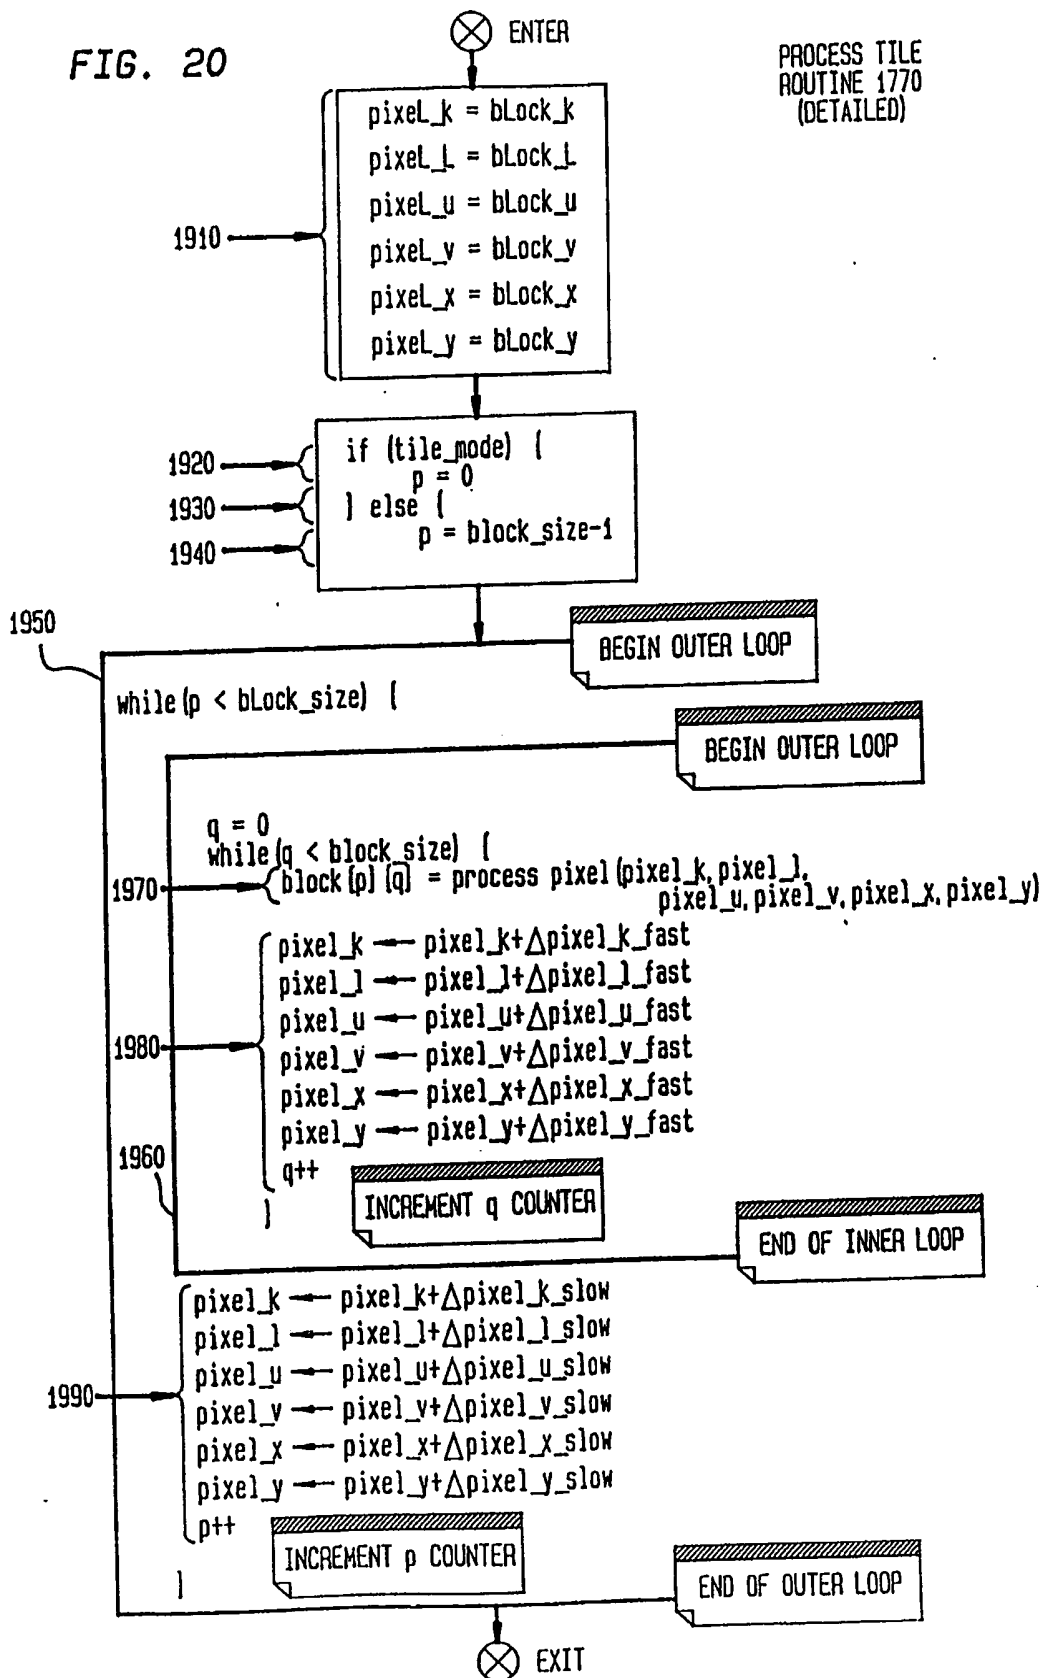 FIG. 20
ENTER
PROCESS TILE
ROUTINE 1770
(DETAILED)
1910
pixeL_k = bLock_k
pixeL_L = bLock_L
pixeL_u = bLock_u
pixeL_v = bLock_v
pixeL_x = bLock_x
pixeL_y = bLock_y
1920
if (tile_mode) {
p = 0
1930
} else {
1940
p = block_size-1
1950
BEGIN OUTER LOOP
while(p < bLock_size) {
BEGIN OUTER LOOP
q = 0
while(q < block_size) {
1970
block[p][q] = process pixel(pixel_k, pixel_l,
pixel_u, pixel_v, pixel_x, pixel_y)
pixel_k ← pixel_k+Δpixel_k_fast
pixel_l ← pixel_l+Δpixel_l_fast
pixel_u ← pixel_u+Δpixel_u_fast
1980
pixel_v ← pixel_v+Δpixel_v_fast
pixel_x ← pixel_x+Δpixel_x_fast
pixel_y ← pixel_y+Δpixel_y_fast
1960
q++
INCREMENT q COUNTER
}
END OF INNER LOOP
pixel_k ← pixel_k+Δpixel_k_slow
pixel_l ← pixel_l+Δpixel_l_slow
pixel_u ← pixel_u+Δpixel_u_slow
1990
pixel_v ← pixel_v+Δpixel_v_slow
pixel_x ← pixel_x+Δpixel_x_slow
pixel_y ← pixel_y+Δpixel_y_slow
p++
INCREMENT p COUNTER
}
END OF OUTER LOOP
EXIT